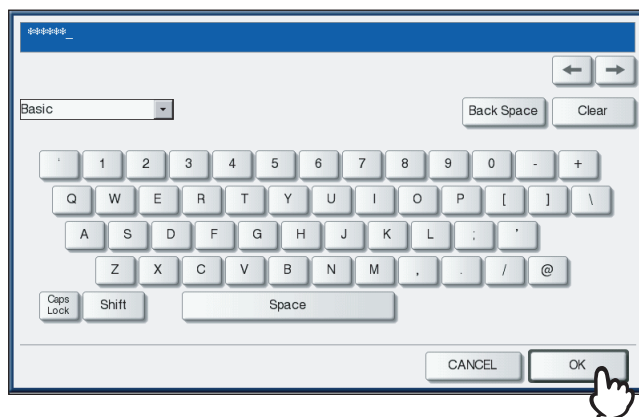 ******_
← →
Basic Back Space Clear
` 1 2 3 4 5 6 7 8 9 0 - +
Q W E R T Y U I O P [ ] \
A S D F G H J K L ; '
Z X C V B N M , . / @
Caps Lock Shift Space
CANCEL OK